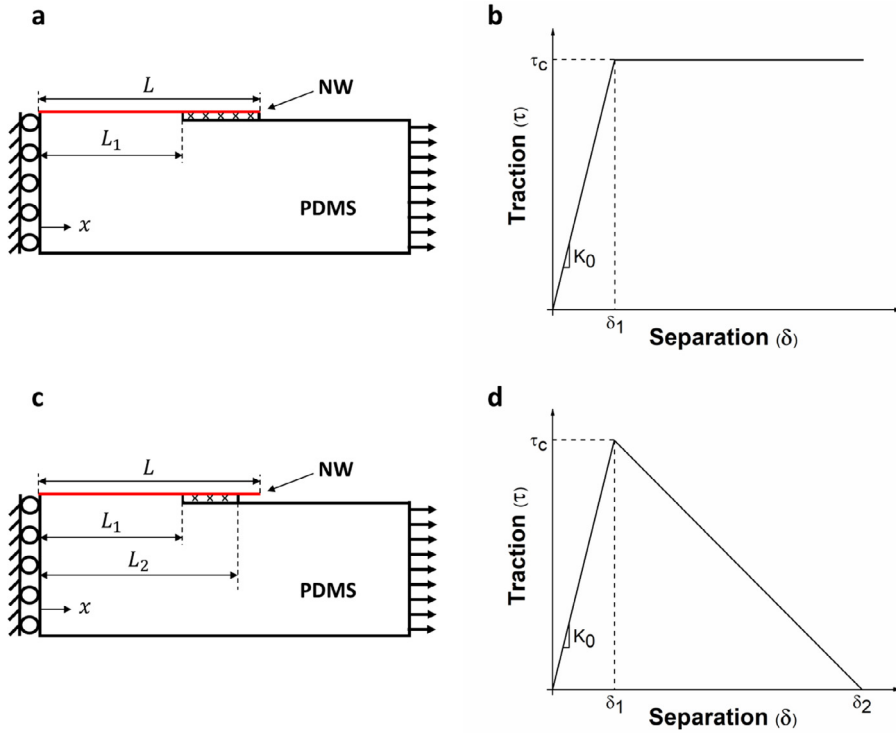 a
L
NW
L₁
PDMS
x
b
τc
Traction (τ)
K₀
δ₁
Separation (δ)
c
L
NW
L₁
L₂
PDMS
x
d
τc
Traction (τ)
K₀
δ₁
δ₂
Separation (δ)